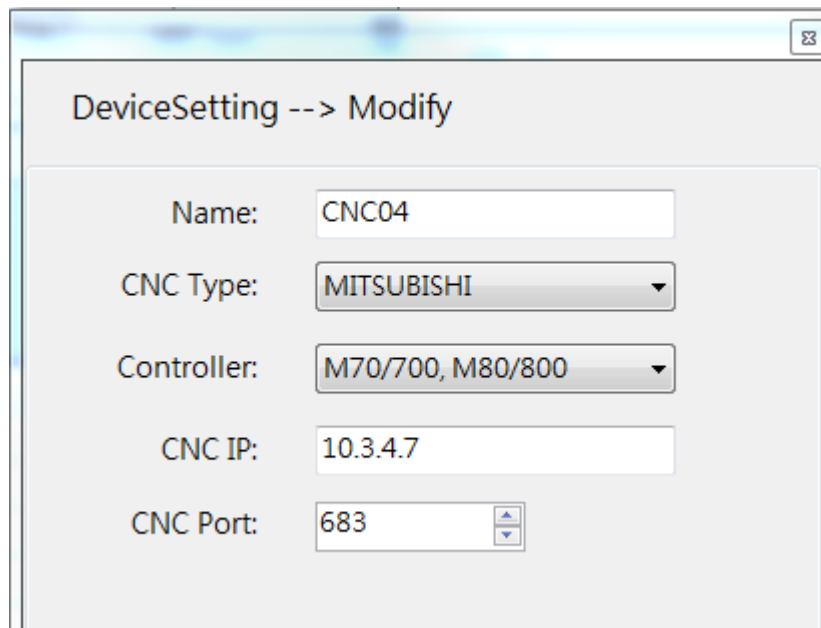 DeviceSetting --> Modify
Name: CNC04
CNC Type: MITSUBISHI
Controller: M70/700, M80/800
CNC IP: 10.3.4.7
CNC Port: 683